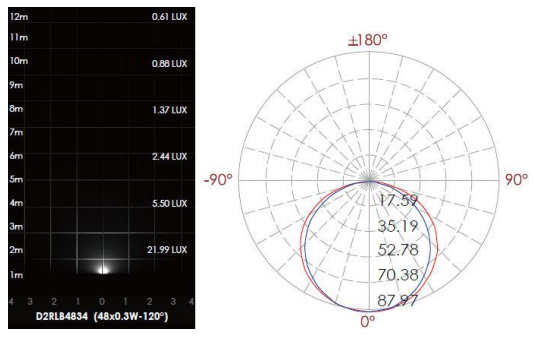 12m 0.61 LUX
11m
10m 0.88 LUX
9m
8m 1.37 LUX
7m
6m 2.44 LUX
5m
4m 5.50 LUX
3m
2m 21.99 LUX
1m
4 3 2 1 0 1 2 3 4
D2RLB4834 (48x0.3W-120°)
±180°
-90° 90°
17.59
35.19
52.78
70.38
87.97
0°